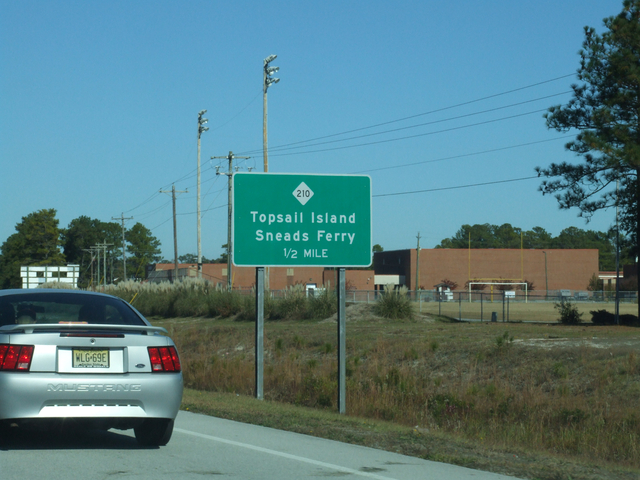 210
Topsail Island
Sneads Ferry
1/2 MILE
WLG·69E
MUSTANG